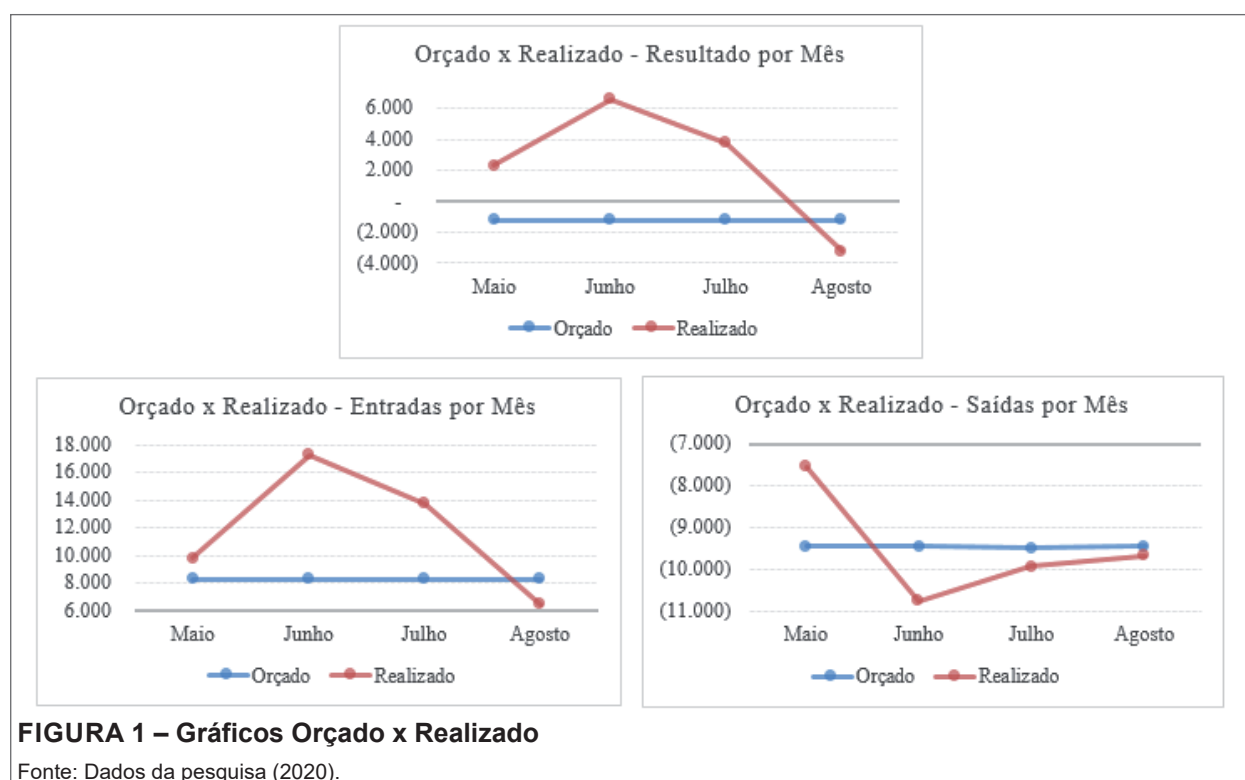 Orçado x Realizado - Resultado por Mês
6.000
4.000
2.000
-
(2.000)
(4.000)
Maio Junho Julho Agosto
Orçado Realizado
Orçado x Realizado - Entradas por Mês
18.000
16.000
14.000
12.000
10.000
8.000
6.000
Maio Junho Julho Agosto
Orçado Realizado
Orçado x Realizado - Saídas por Mês
(7.000)
(8.000)
(9.000)
(10.000)
(11.000)
Maio Junho Julho Agosto
Orçado Realizado
FIGURA 1 – Gráficos Orçado x Realizado
Fonte: Dados da pesquisa (2020).